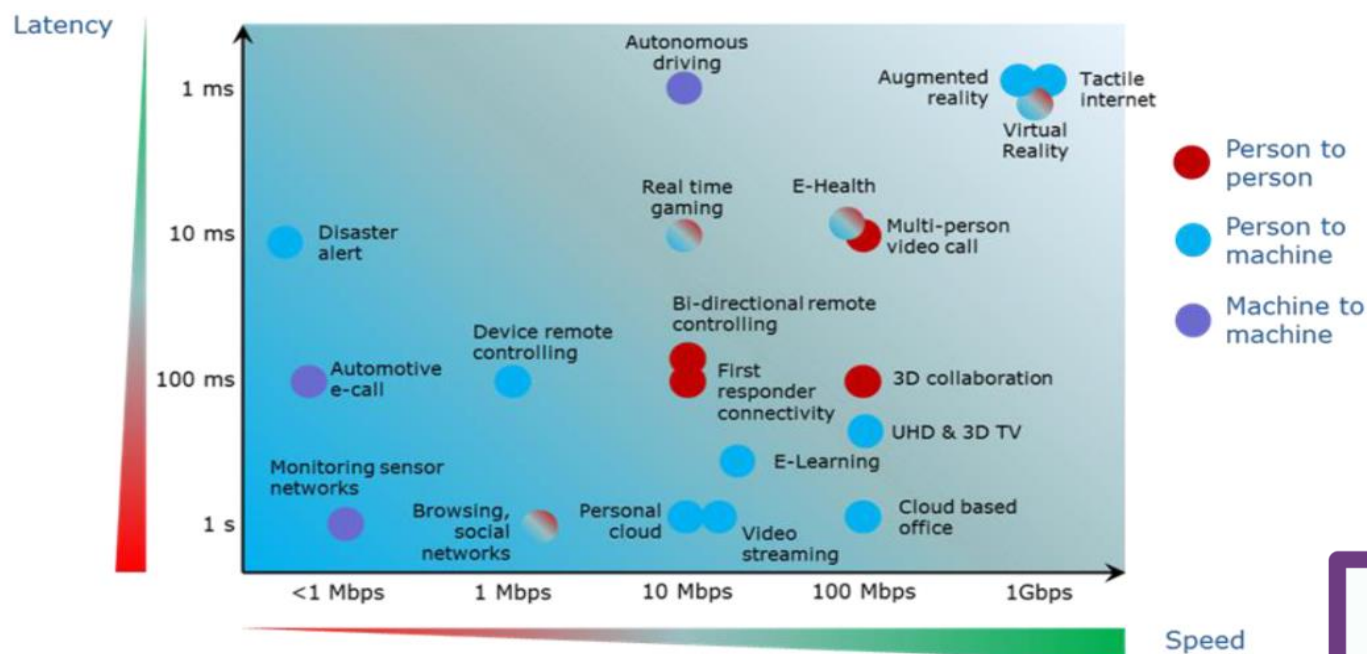 Latency
Autonomous
driving
1 ms
Augmented
reality
Tactile
internet
Virtual
Reality
Person to
person
Real time
gaming
E-Health
10 ms
Disaster
alert
Multi-person
video call
Person to
machine
Bi-directional remote
controlling
Device remote
controlling
Machine to
machine
100 ms
Automotive
e-call
First
responder
connectivity
3D collaboration
UHD & 3D TV
E-Learning
Monitoring sensor
networks
1 s
Browsing,
social
networks
Personal
cloud
Video
streaming
Cloud based
office
<1 Mbps
1 Mbps
10 Mbps
100 Mbps
1Gbps
Speed